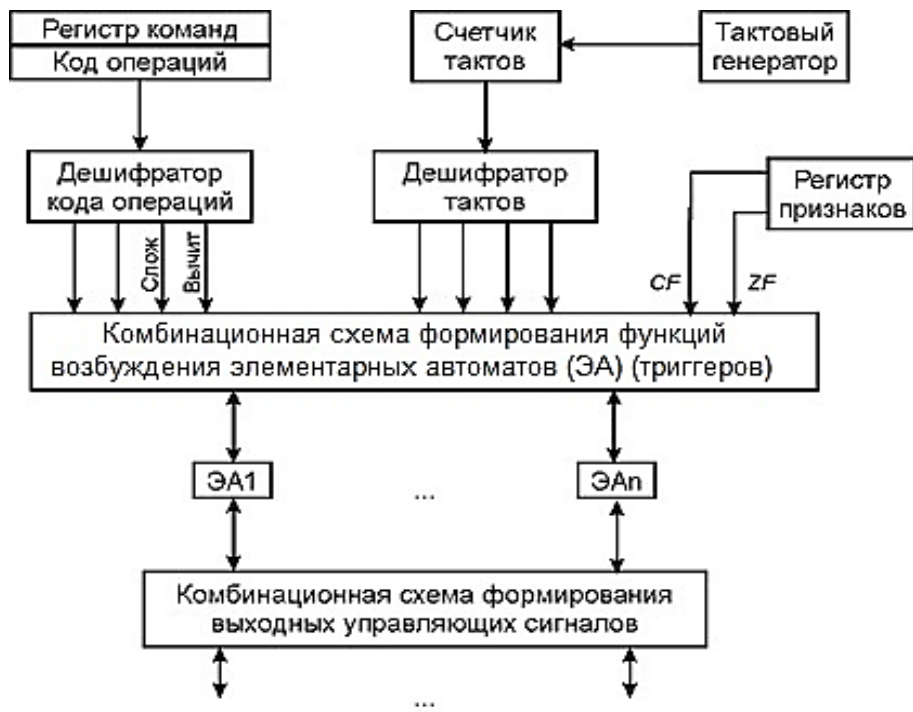 Регистр команд
Код операций
Счетчик
тактов
Тактовый
генератор
Дешифратор
кода операций
Дешифратор
тактов
Регистр
признаков
Слож
Вычит
CF
ZF
Комбинационная схема формирования функций
возбуждения элементарных автоматов (ЭА) (триггеров)
ЭА1
...
ЭАn
Комбинационная схема формирования
выходных управляющих сигналов
...